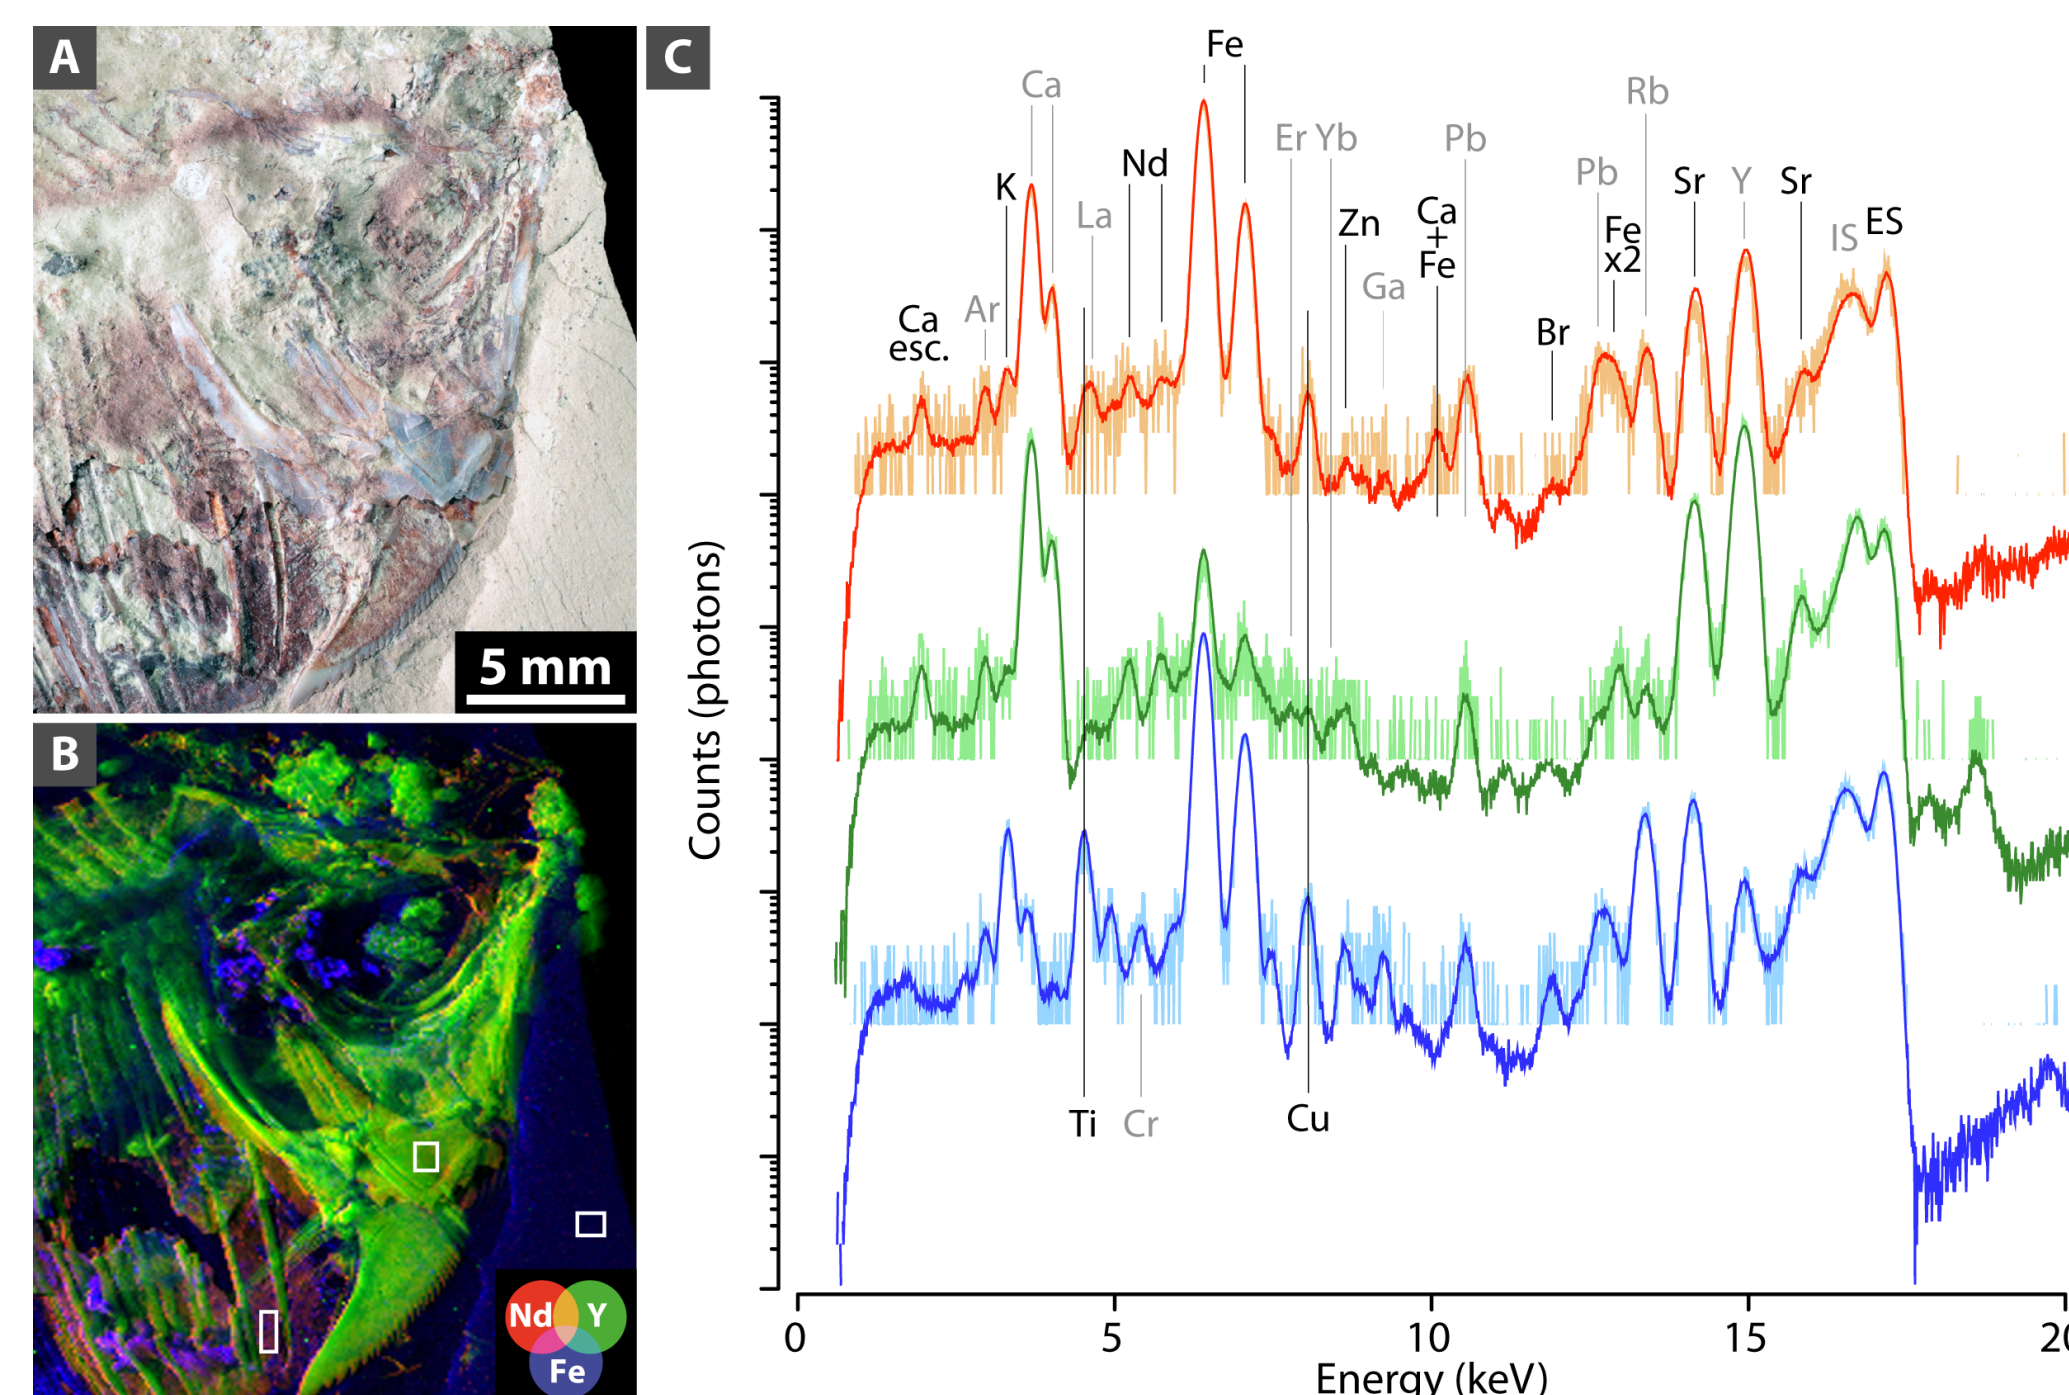 A
5 mm
B
Nd
Y
Fe
C
Fe
Ca
Rb
Er
Yb
Pb
Nd
Pb
K
Sr
Y
Sr
La
Zn
Ca
+
Fe
Fe
x2
IS
ES
Ga
Ar
Ca
esc.
Br
Counts (photons)
Ti
Cr
Cu
0
5
10
15
20
Energy (keV)